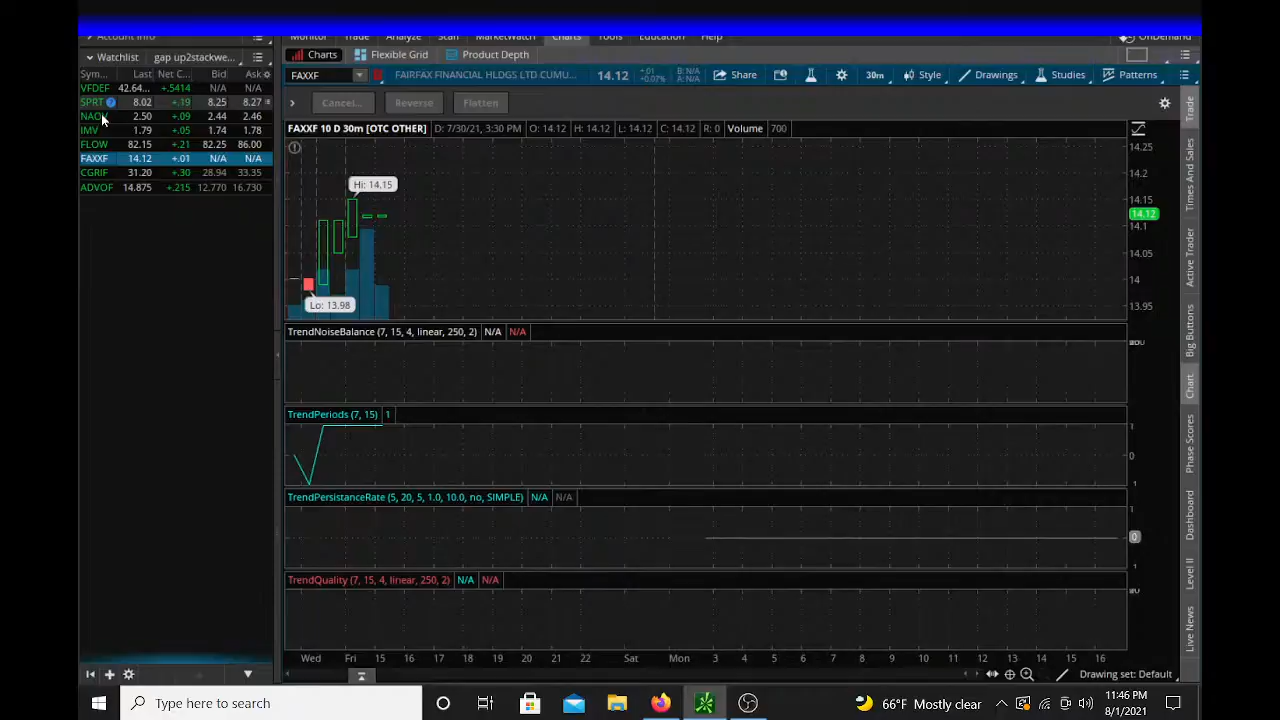 Account Info
Monitor Trade Analyze Scan MarketWatch Charts Tools Education Help
OnDemand
Watchlist gap up2stackwe...
Charts Flexible Grid Product Depth
Sym... Last Net C... Bid Ask
VFDEF 42.64... +.5414 N/A N/A
SPRT 8.02 +.19 8.25 8.27
NAOV 2.50 +.09 2.44 2.46
IMV 1.79 +.05 1.74 1.78
FLOW 82.15 +.21 82.25 86.00
FAXXF 14.12 +.01 N/A N/A
CGRIF 31.20 +.30 28.94 33.35
ADVOF 14.875 +.215 12.770 16.730
FAXXF FAIRFAX FINANCIAL HLDGS LTD CUMU... 14.12 +.01 +0.07% B: N/A A: N/A Share 30m Style Drawings Studies Patterns
Cancel... Reverse Flatten
FAXXF 10 D 30m [OTC OTHER] D: 7/30/21, 3:30 PM O: 14.12 H: 14.12 L: 14.12 C: 14.12 R: 0 Volume 700
Hi: 14.15
Lo: 13.98
14.25
14.2
14.15
14.12
14.1
14.05
14
13.95
TrendNoiseBalance (7, 15, 4, linear, 250, 2) N/A N/A
TrendPeriods (7, 15) 1
1
0
1
TrendPersistanceRate (5, 20, 5, 1.0, 10.0, no, SIMPLE) N/A N/A
1
0
1
TrendQuality (7, 15, 4, linear, 250, 2) N/A N/A
Wed Fri 15 16 17 18 19 20 21 22 Sat Mon 3 4 5 6 7 8 9 10 11 12 13 14 15 16
Drawing set: Default
Trade
Times And Sales
Active Trader
Big Buttons
Chart
Phase Scores
Dashboard
Level II
Live News
Type here to search
66°F Mostly clear
11:46 PM
8/1/2021